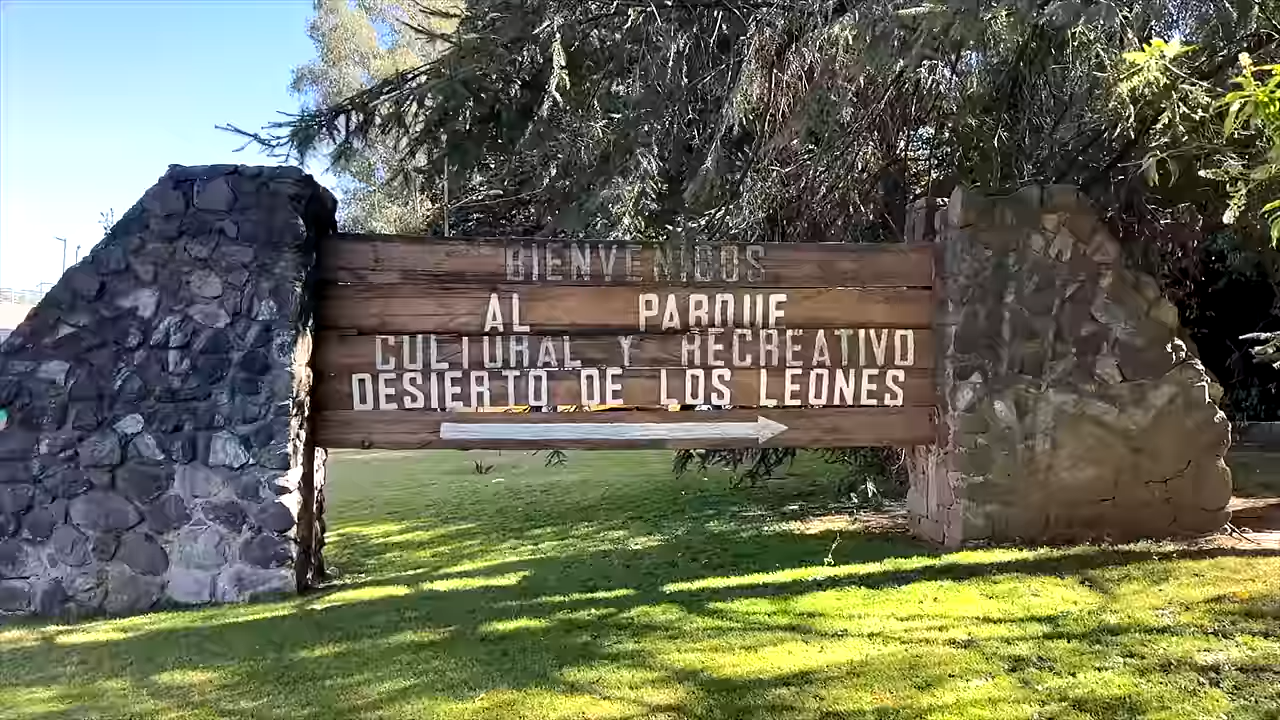 BIENVENIDOS
AL PARQUE
CULTURAL Y RECREATIVO
DESIERTO DE LOS LEONES